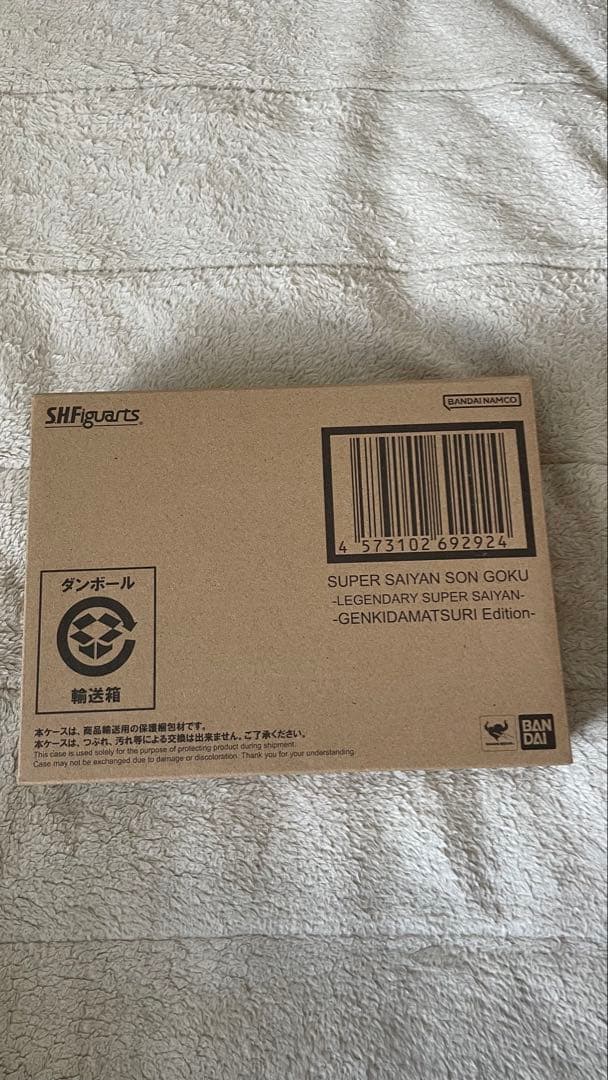 S.H.Figuarts
BANDAI NAMCO
4 573102 692924
SUPER SAIYAN SON GOKU
-LEGENDARY SUPER SAIYAN-
-GENKIDAMATSURI Edition-
ダンボール
輸送箱
本ケースは、商品輸送用の保護梱包材です。
本ケースは、つぶれ、汚れ等による交換は出来ません。ご了承ください。
This case is used solely for the purpose of protecting product during shipment.
Case may not be exchanged due to damage or discoloration. Thank you for your understanding.
BAN
DAI